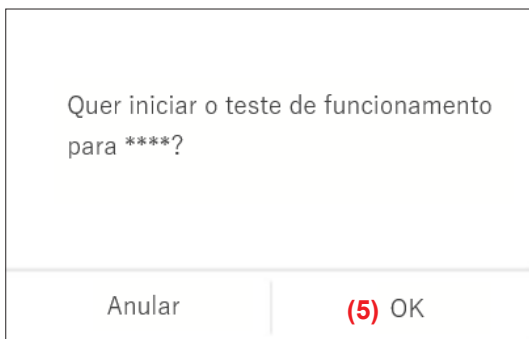 Quer iniciar o teste de funcionamento
para ****?
Anular
(5) OK